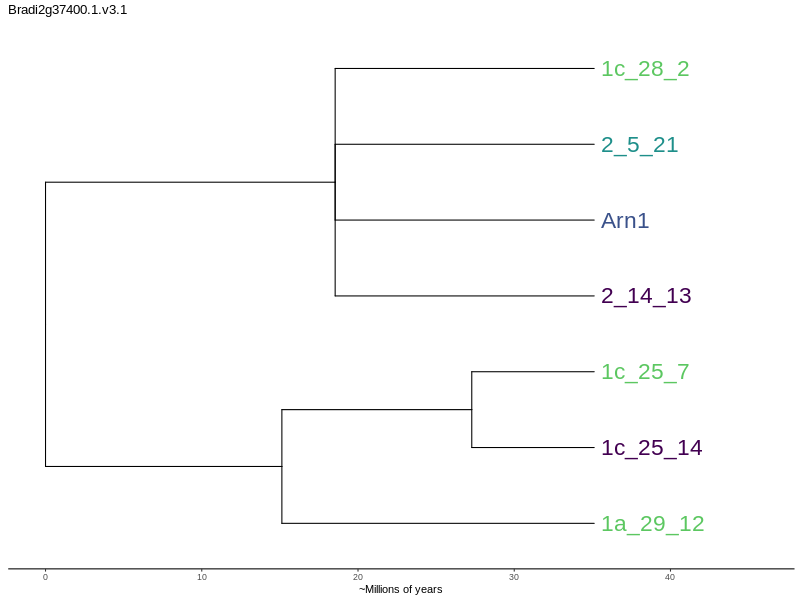 Bradi2g37400.1.v3.1
1c_28_2
2_5_21
Arn1
2_14_13
1c_25_7
1c_25_14
1a_29_12
0 10 20 30 40
~Millions of years